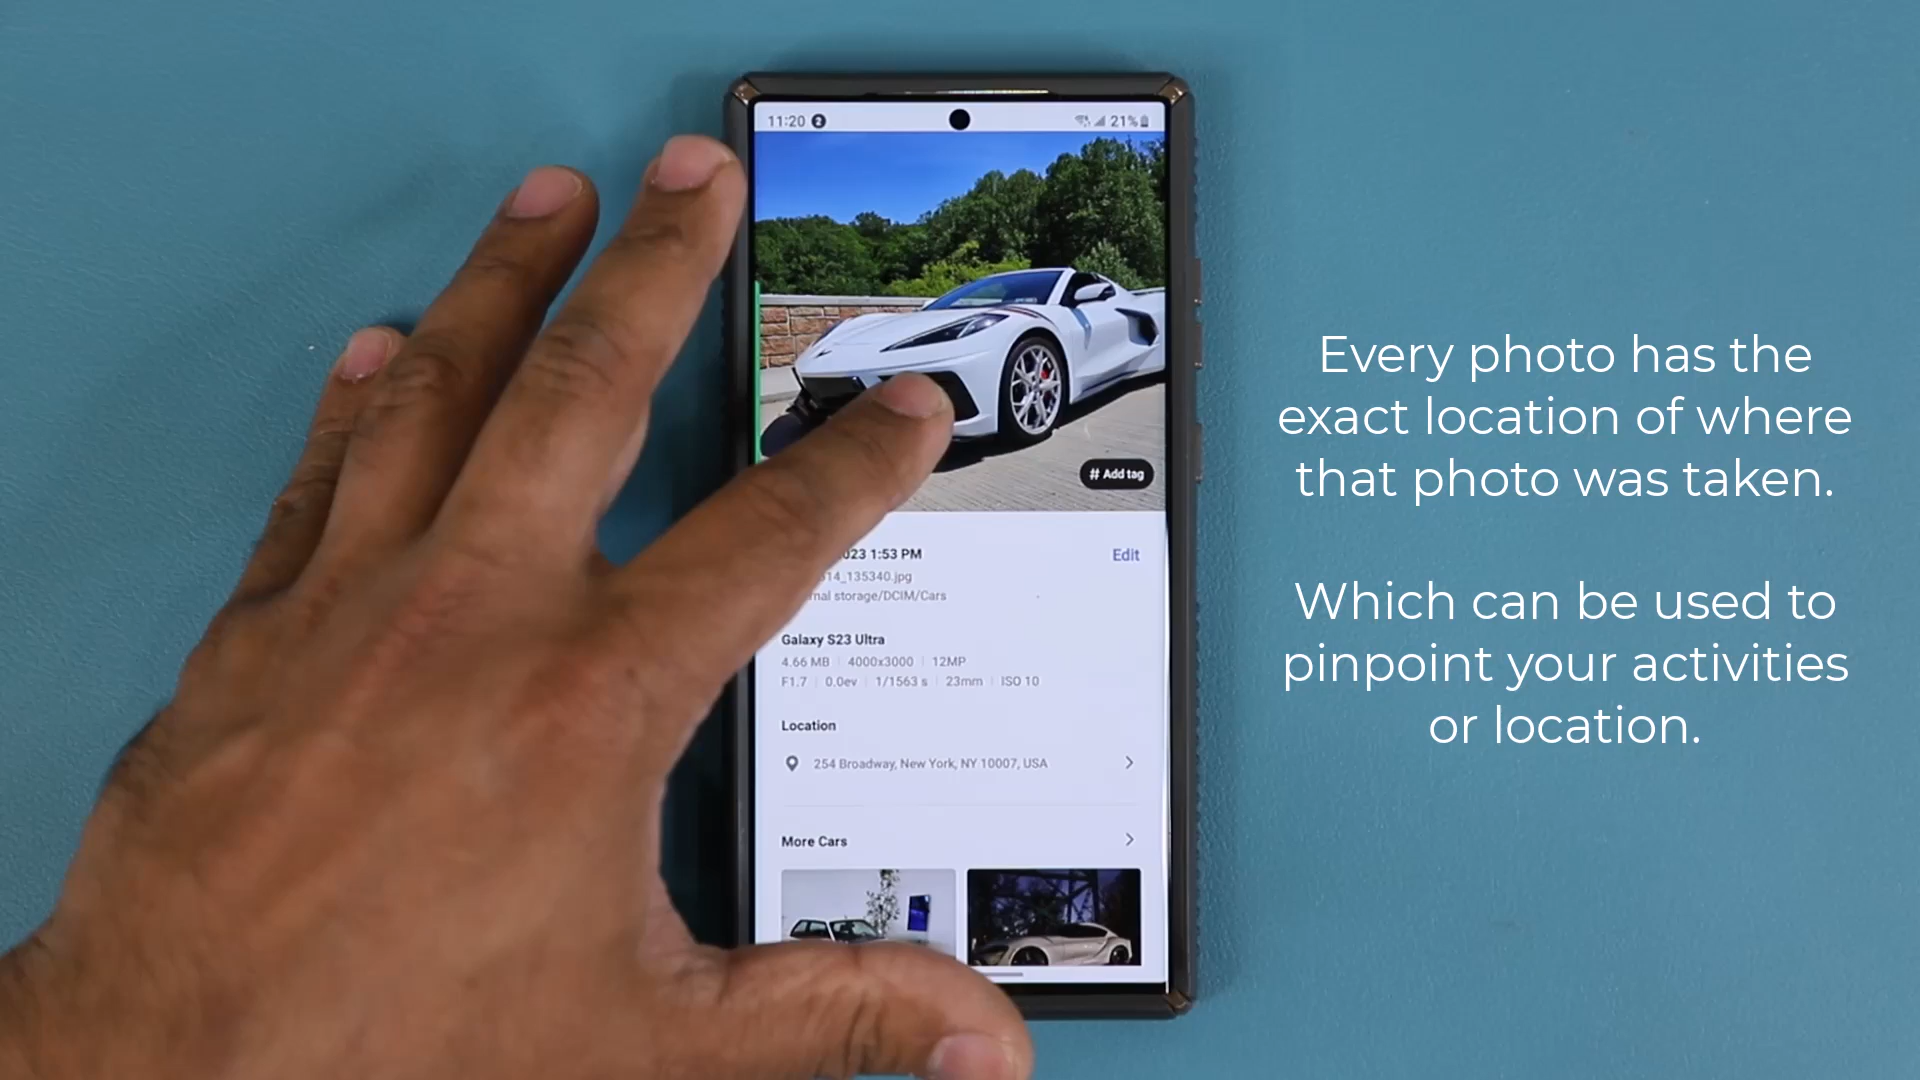 11:20 2 21%
# Add tag
023 1:53 PM Edit
14_135340.jpg
nal storage/DCIM/Cars
Galaxy S23 Ultra
4.66 MB 4000x3000 12MP
F1.7 0.0ev 1/1563 s 23mm ISO 10
Location
254 Broadway, New York, NY 10007, USA
More Cars
Every photo has the
exact location of where
that photo was taken.
Which can be used to
pinpoint your activities
or location.